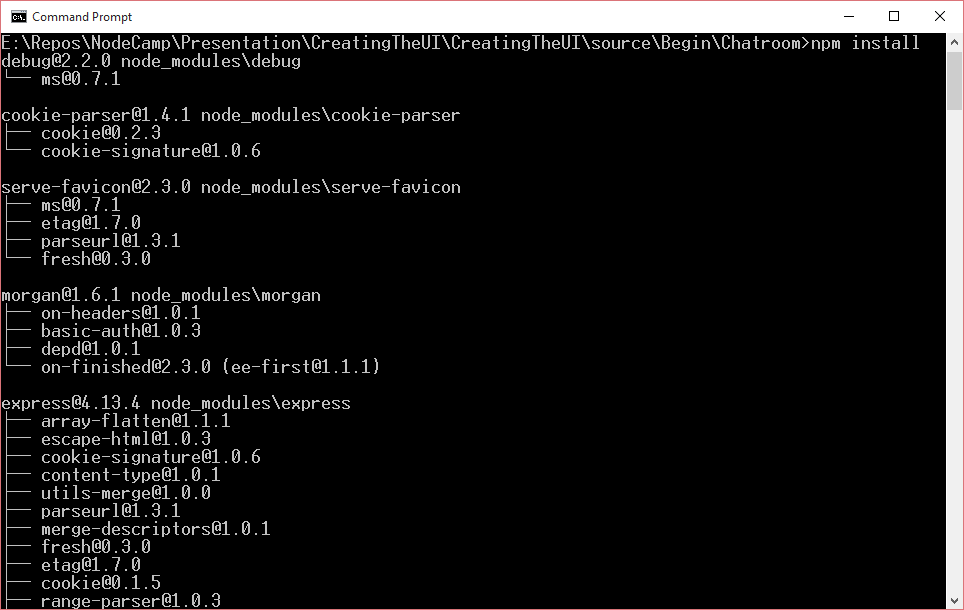 Command Prompt
E:\Repos\NodeCamp\Presentation\CreatingTheUI\CreatingTheUI\source\Begin\Chatroom>npm install
debug@2.2.0 node_modules\debug
└── ms@0.7.1
cookie-parser@1.4.1 node_modules\cookie-parser
├── cookie@0.2.3
└── cookie-signature@1.0.6
serve-favicon@2.3.0 node_modules\serve-favicon
├── ms@0.7.1
├── etag@1.7.0
├── parseurl@1.3.1
└── fresh@0.3.0
morgan@1.6.1 node_modules\morgan
├── on-headers@1.0.1
├── basic-auth@1.0.3
├── depd@1.0.1
└── on-finished@2.3.0 (ee-first@1.1.1)
express@4.13.4 node_modules\express
├── array-flatten@1.1.1
├── escape-html@1.0.3
├── cookie-signature@1.0.6
├── content-type@1.0.1
├── utils-merge@1.0.0
├── parseurl@1.3.1
├── merge-descriptors@1.0.1
├── fresh@0.3.0
├── etag@1.7.0
├── cookie@0.1.5
├── range-parser@1.0.3